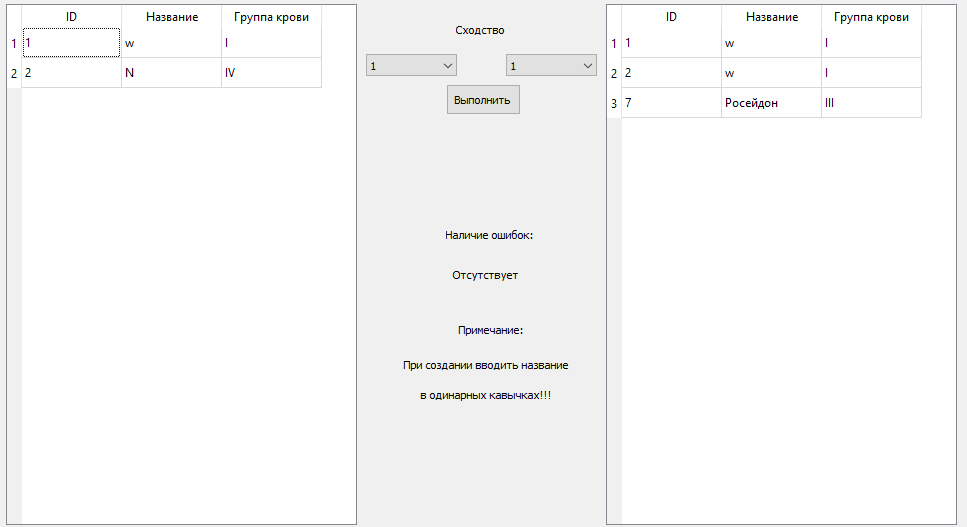 ID Название Группа крови
1 1 w I
2 2 N IV
Сходство
1 1
Выполнить
Наличие ошибок:
Отсутствует
Примечание:
При создании вводить название
в одинарных кавычках!!!
ID Название Группа крови
1 1 w I
2 2 w I
3 7 Росейдон III